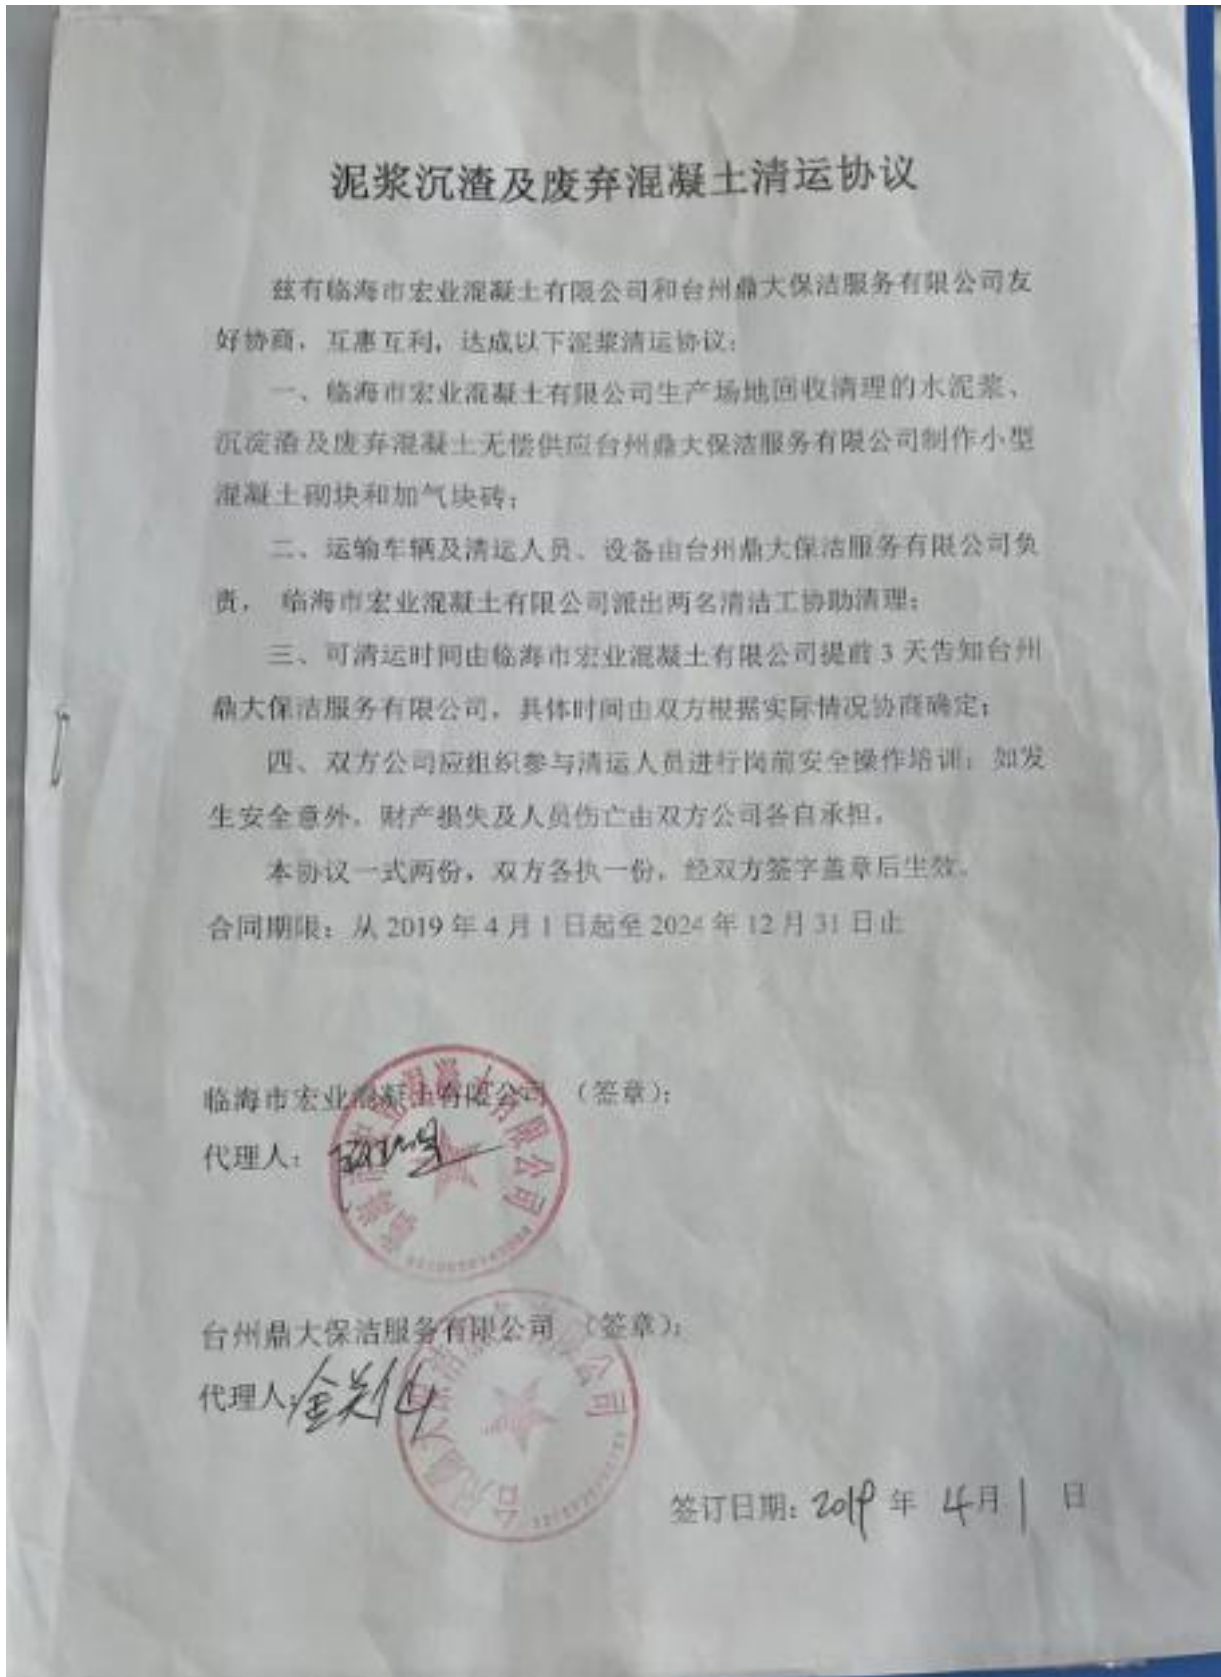 泥浆沉渣及废弃混凝土清运协议
兹有临海市宏业混凝土有限公司和台州鼎大保洁服务有限公司友
好协商，互惠互利，达成以下泥浆清运协议：
一、临海市宏业混凝土有限公司生产场地回收清理的水泥浆、
沉淀渣及废弃混凝土无偿供应台州鼎大保洁服务有限公司制作小型
混凝土砌块和加气块砖；
二、运输车辆及清运人员、设备由台州鼎大保洁服务有限公司负
责， 临海市宏业混凝土有限公司派出两名清洁工协助清理；
三、可清运时间由临海市宏业混凝土有限公司提前 3 天告知台州
鼎大保洁服务有限公司，具体时间由双方根据实际情况协商确定；
四、双方公司应组织参与清运人员进行岗前安全操作培训；如发
生安全意外，财产损失及人员伤亡由双方公司各自承担。
本协议一式两份，双方各执一份，经双方签字盖章后生效。
合同期限：从 2019 年 4 月 1 日起至 2024 年 12 月 31 日止
临海市宏业混凝土有限公司 （签章）：
代理人：
台州鼎大保洁服务有限公司 （签章）：
代理人：
签订日期：2019 年 4 月 1 日